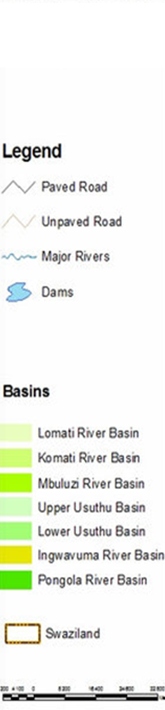 Legend
Paved Road
Unpaved Road
Major Rivers
Dams
Basins
Lomati River Basin
Komati River Basin
Mbuluzi River Basin
Upper Usuthu Basin
Lower Usuthu Basin
Ingwavuma River Basin
Pongola River Basin
Swaziland